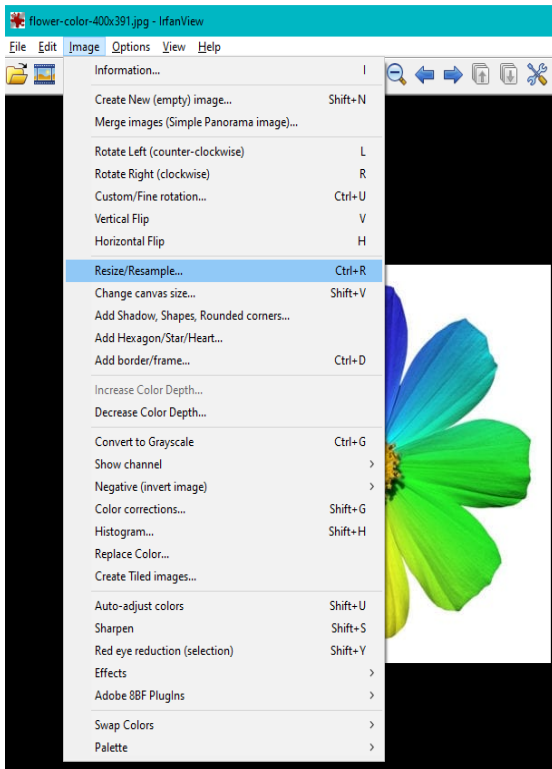 flower-color-400x391.jpg - IrfanView
File Edit Image Options View Help
Information... I
Create New (empty) image... Shift+N
Merge images (Simple Panorama image)...
Rotate Left (counter-clockwise) L
Rotate Right (clockwise) R
Custom/Fine rotation... Ctrl+U
Vertical Flip V
Horizontal Flip H
Resize/Resample... Ctrl+R
Change canvas size... Shift+V
Add Shadow, Shapes, Rounded corners...
Add Hexagon/Star/Heart...
Add border/frame... Ctrl+D
Increase Color Depth...
Decrease Color Depth...
Convert to Grayscale Ctrl+G
Show channel
Negative (invert image)
Color corrections... Shift+G
Histogram... Shift+H
Replace Color...
Create Tiled images...
Auto-adjust colors Shift+U
Sharpen Shift+S
Red eye reduction (selection) Shift+Y
Effects
Adobe 8BF PlugIns
Swap Colors
Palette